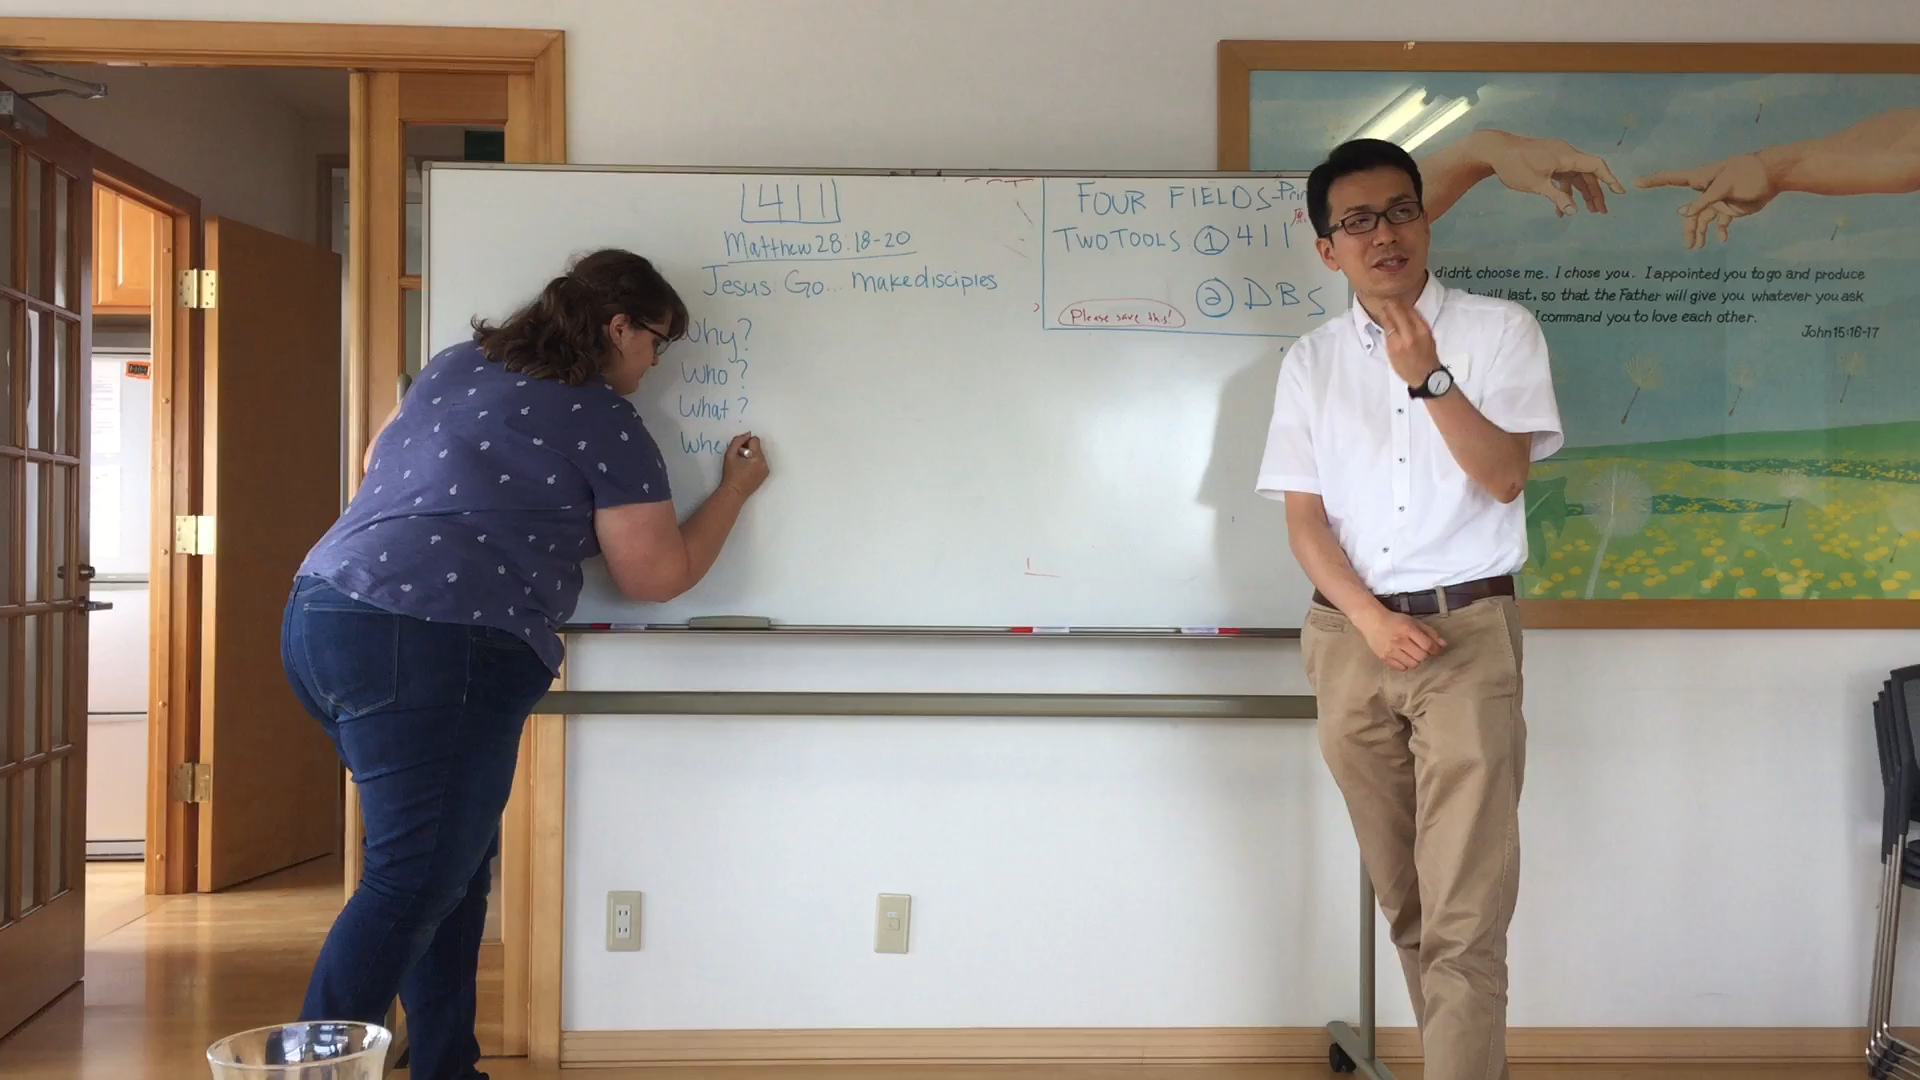 411
Matthew 28:18-20
Jesus: Go... Make disciples
Why?
Who?
What?
Whe
FOUR FIELDS-Prin
TWO TOOLS ① 411
② DBS
Please save this!
didn't choose me. I chose you. I appointed you to go and produce
will last, so that the Father will give you whatever you ask
I command you to love each other.
John 15:16-17